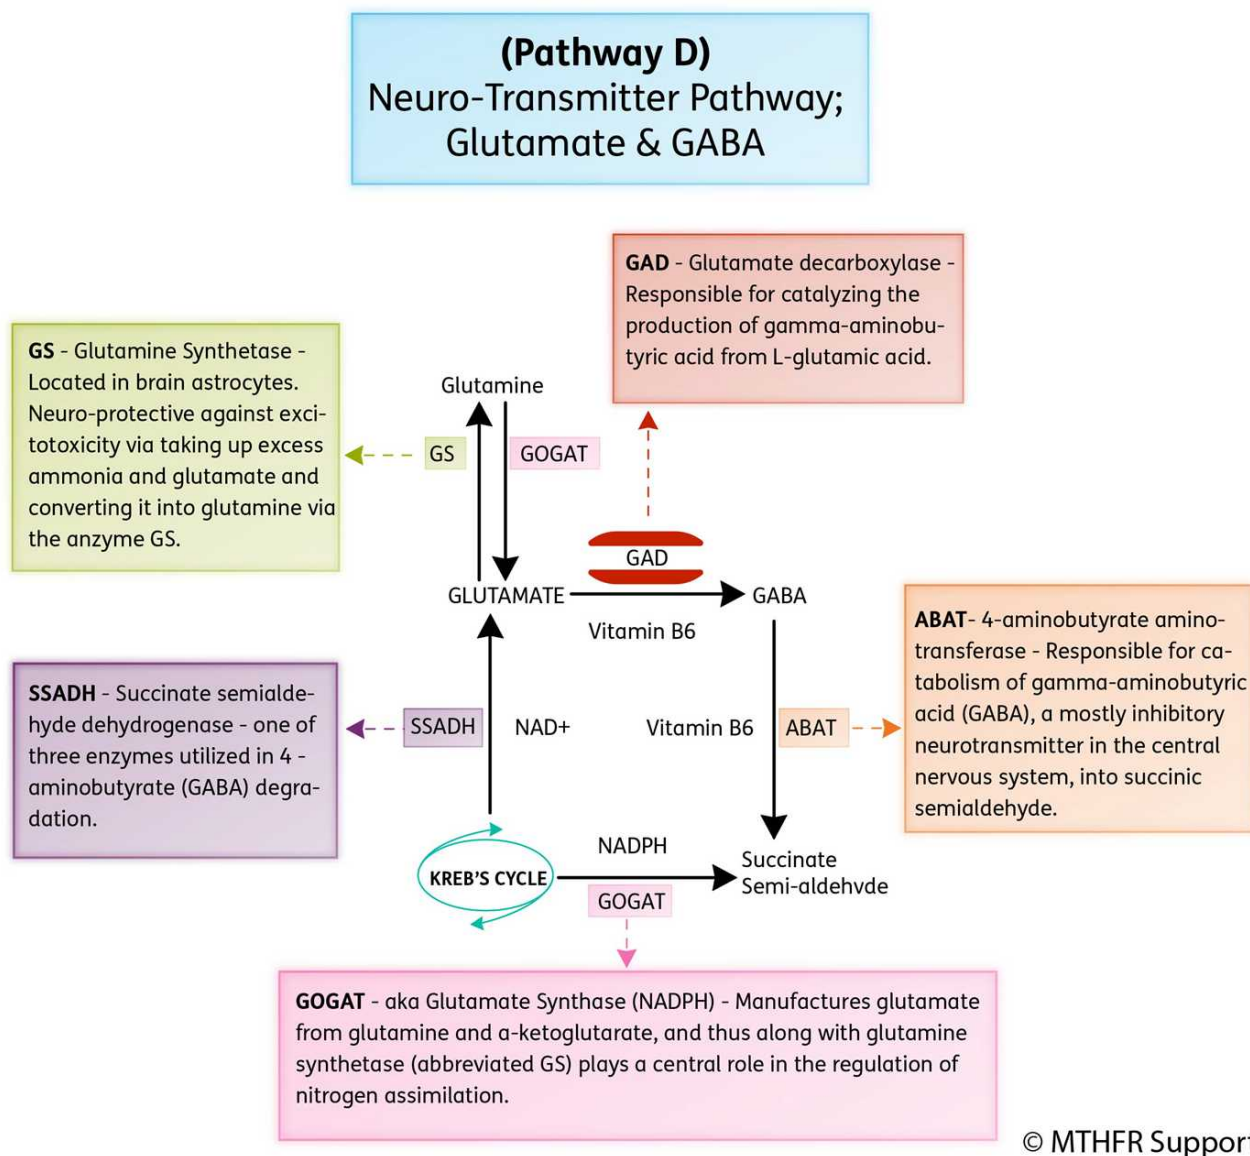 (Pathway D)
Neuro-Transmitter Pathway;
Glutamate & GABA
GAD - Glutamate decarboxylase -
Responsible for catalyzing the
production of gamma-aminobu-
tyric acid from L-glutamic acid.
GS - Glutamine Synthetase -
Located in brain astrocytes.
Neuro-protective against exci-
totoxicity via taking up excess
ammonia and glutamate and
converting it into glutamine via
the anzyme GS.
Glutamine
GS
GOGAT
GAD
GLUTAMATE
GABA
Vitamin B6
ABAT- 4-aminobutyrate amino-
transferase - Responsible for ca-
tabolism of gamma-aminobutyric
acid (GABA), a mostly inhibitory
neurotransmitter in the central
nervous system, into succinic
semialdehyde.
SSADH - Succinate semialde-
hyde dehydrogenase - one of
three enzymes utilized in 4 -
aminobutyrate (GABA) degra-
dation.
SSADH
NAD+
Vitamin B6
ABAT
NADPH
KREB'S CYCLE
GOGAT
Succinate
Semi-aldehvde
GOGAT - aka Glutamate Synthase (NADPH) - Manufactures glutamate
from glutamine and a-ketoglutarate, and thus along with glutamine
synthetase (abbreviated GS) plays a central role in the regulation of
nitrogen assimilation.
© MTHFR Support